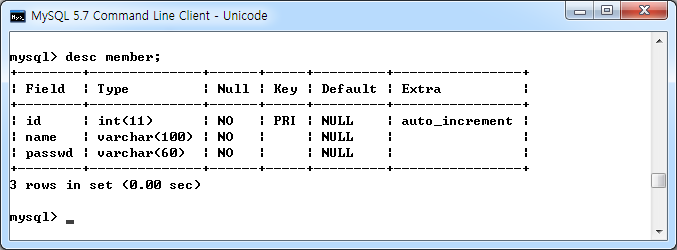 MySQL 5.7 Command Line Client - Unicode
mysql> desc member;
+--------+--------------+------+-----+---------+----------------+
| Field  | Type         | Null | Key | Default | Extra          |
+--------+--------------+------+-----+---------+----------------+
| id     | int(11)      | NO   | PRI | NULL    | auto_increment |
| name   | varchar(100) | NO   |     | NULL    |                |
| passwd | varchar(60)  | NO   |     | NULL    |                |
+--------+--------------+------+-----+---------+----------------+
3 rows in set (0.00 sec)
mysql> _